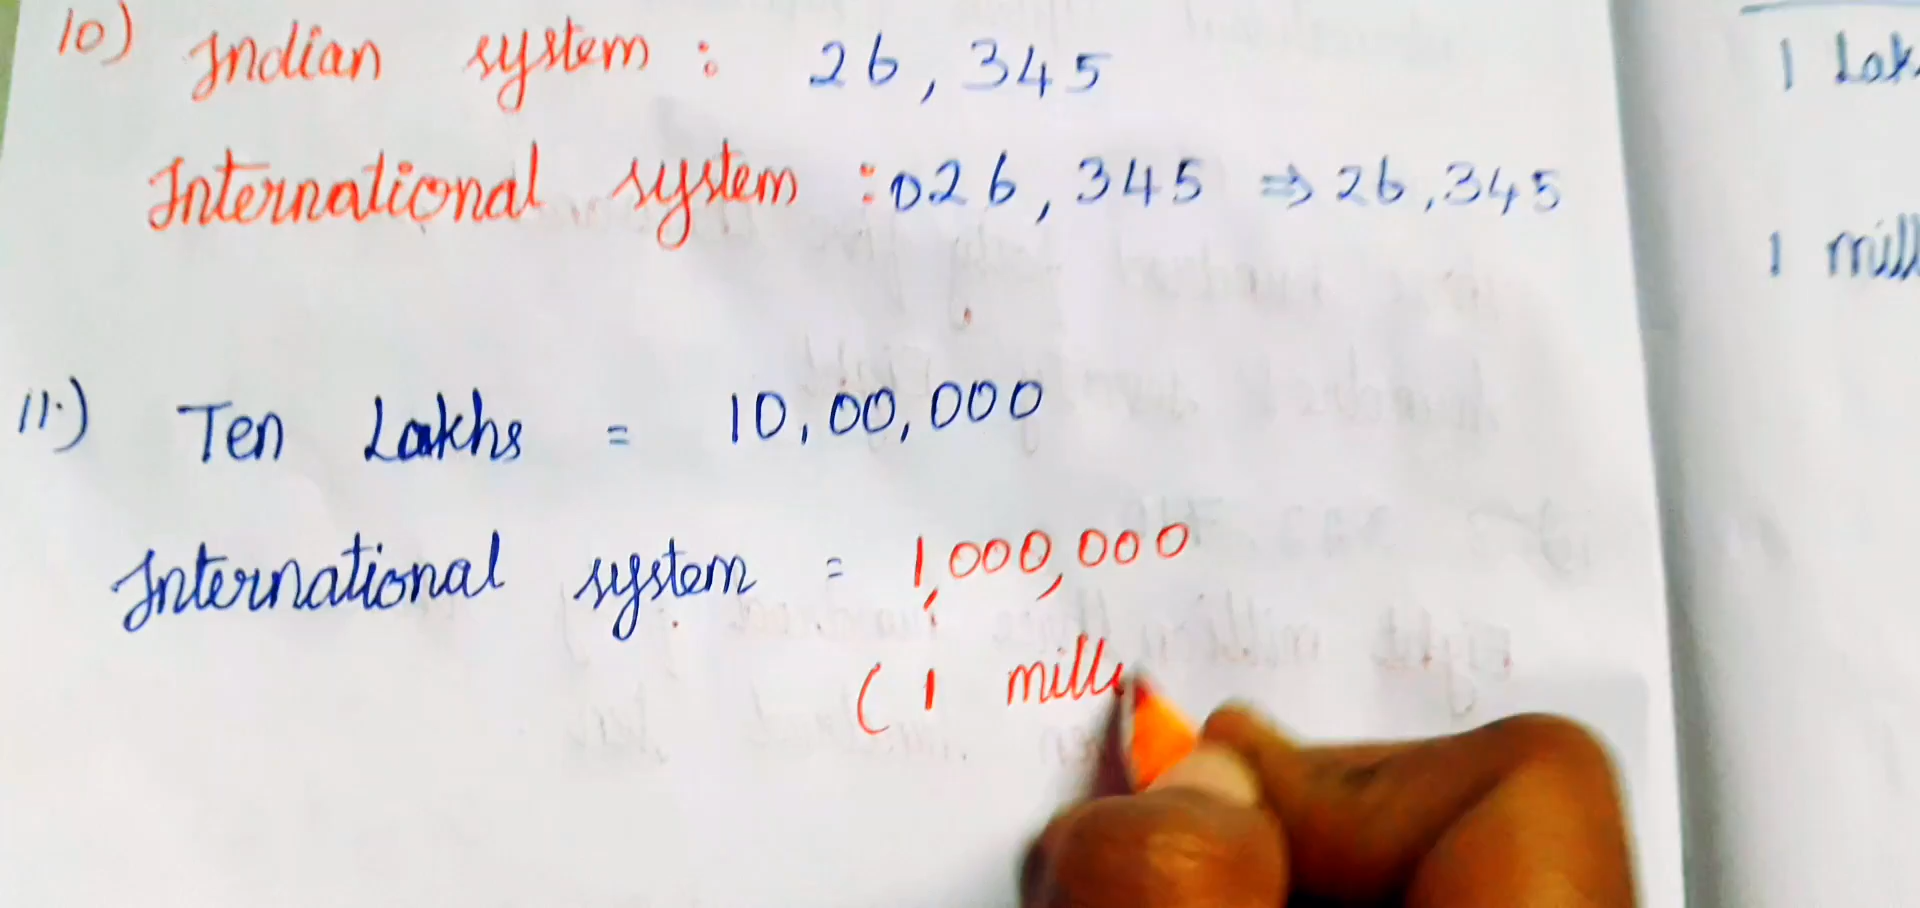 10) Indian system : 26,345
International system : 026,345 ⇒ 26,345
11.) Ten Lakhs = 10,00,000
International system = 1,000,000
( 1 mill
1 Lak
1 mill